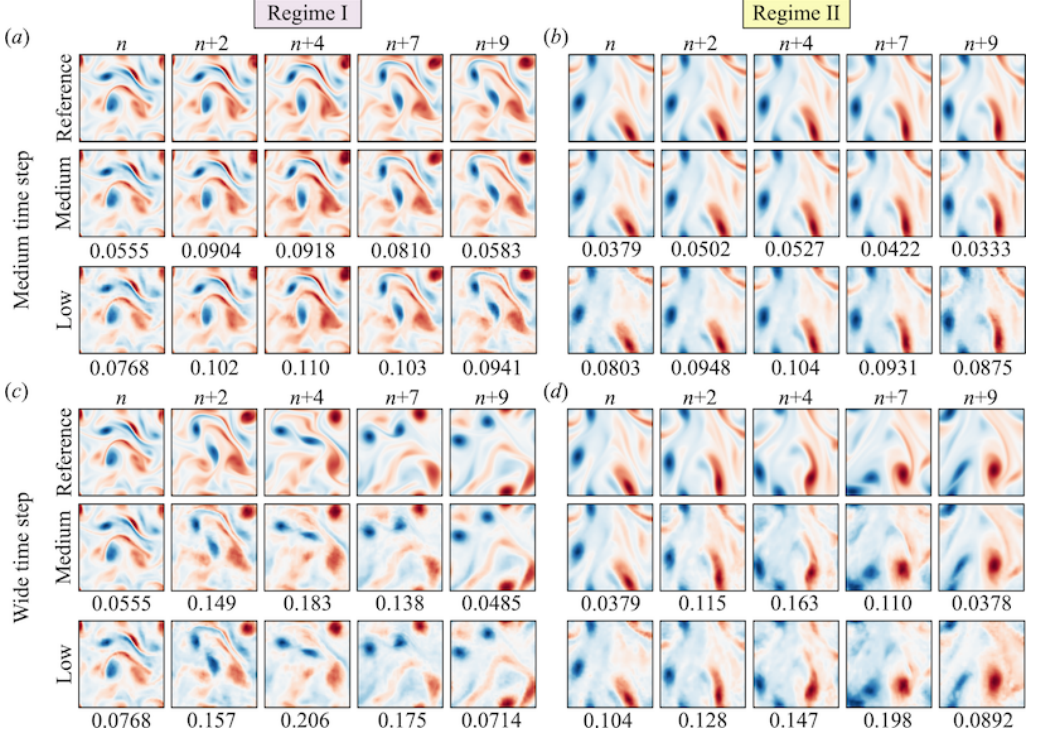 Regime I
Regime II
(a)
n n+2 n+4 n+7 n+9
(b)
n n+2 n+4 n+7 n+9
Medium time step
Reference
Medium
0.0555 0.0904 0.0918 0.0810 0.0583
0.0379 0.0502 0.0527 0.0422 0.0333
Low
0.0768 0.102 0.110 0.103 0.0941
0.0803 0.0948 0.104 0.0931 0.0875
(c)
n n+2 n+4 n+7 n+9
(d)
n n+2 n+4 n+7 n+9
Wide time step
Reference
Medium
0.0555 0.149 0.183 0.138 0.0485
0.0379 0.115 0.163 0.110 0.0378
Low
0.0768 0.157 0.206 0.175 0.0714
0.104 0.128 0.147 0.198 0.0892